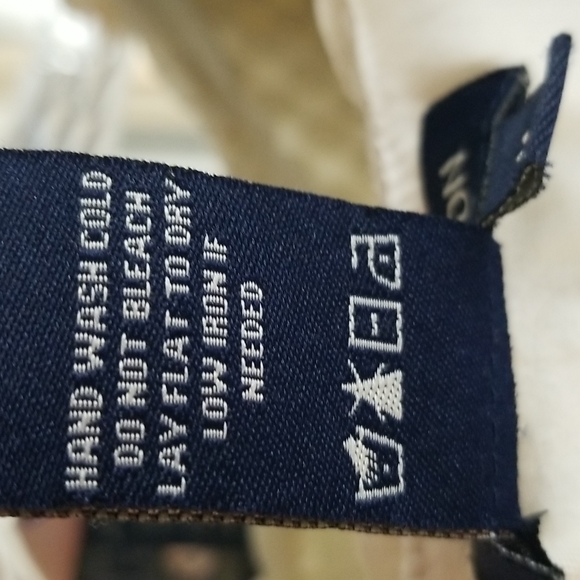 HAND WASH COLD
DO NOT BLEACH
LAY FLAT TO DRY
LOW IRON IF
NEEDED